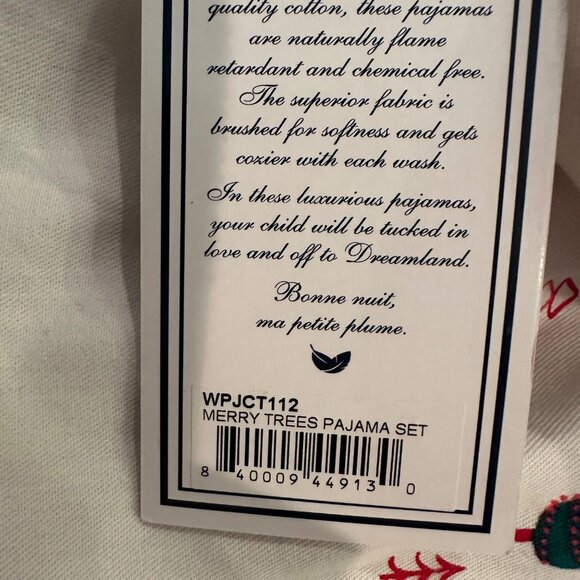 quality cotton, these pajamas
are naturally flame
retardant and chemical free.
The superior fabric is
brushed for softness and gets
cozier with each wash.
In these luxurious pajamas,
your child will be tucked in
love and off to Dreamland.
Bonne nuit,
ma petite plume.
WPJCT112
MERRY TREES PAJAMA SET
8 40009 44913 0